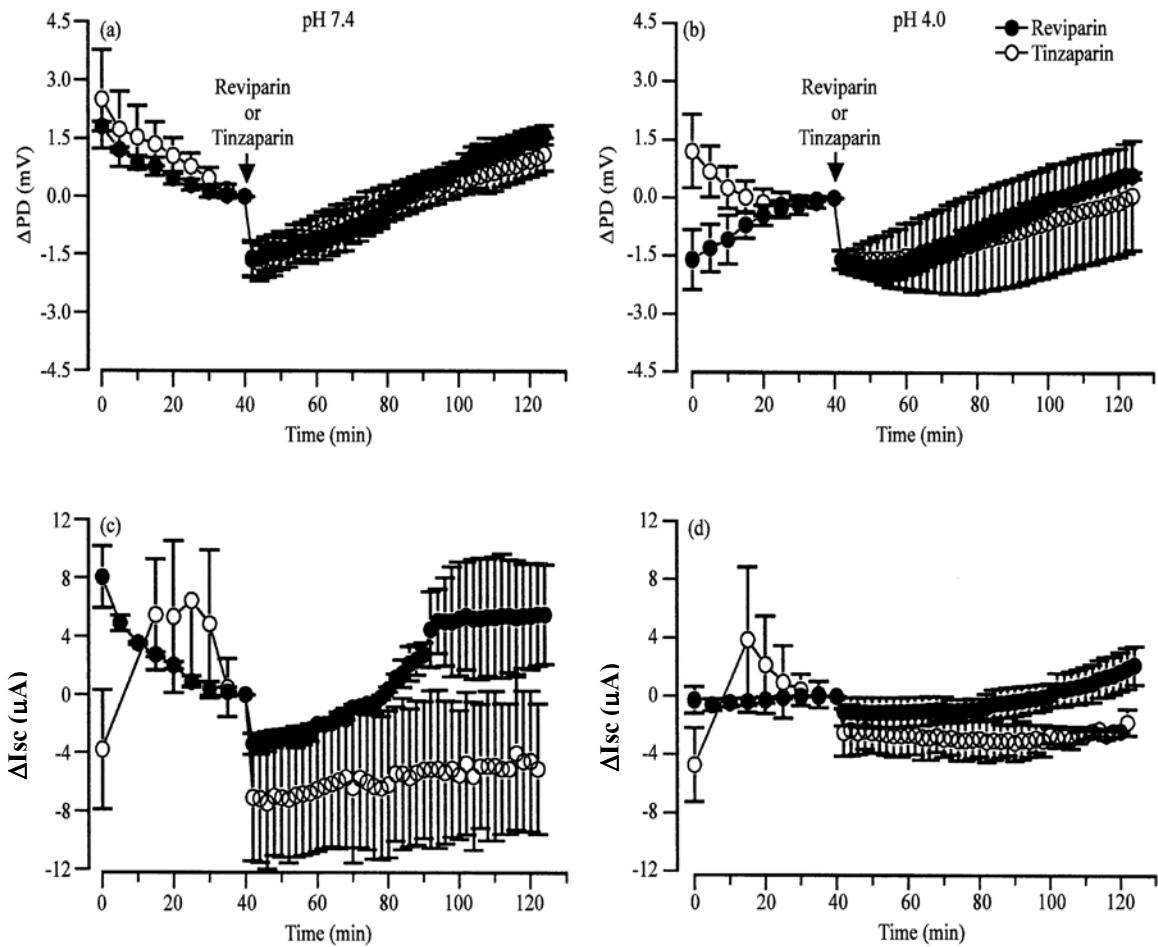 pH 7.4
(a)
Reviparin
or
Tinzaparin
4.5
3.0
1.5
0.0
-1.5
-3.0
-4.5
ΔPD (mV)
0 20 40 60 80 100 120
Time (min)
pH 4.0
(b)
Reviparin
Tinzaparin
Reviparin
or
Tinzaparin
4.5
3.0
1.5
0.0
-1.5
-3.0
-4.5
ΔPD (mV)
0 20 40 60 80 100 120
Time (min)
(c)
12
8
4
0
-4
-8
-12
ΔIsc (µA)
0 20 40 60 80 100 120
Time (min)
(d)
12
8
4
0
-4
-8
-12
ΔIsc (µA)
0 20 40 60 80 100 120
Time (min)